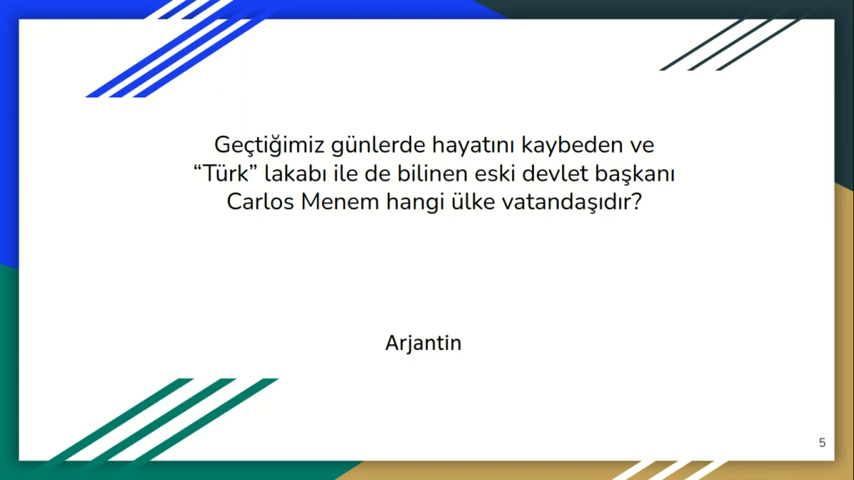 Geçtiğimiz günlerde hayatını kaybeden ve
“Türk” lakabı ile de bilinen eski devlet başkanı
Carlos Menem hangi ülke vatandaşıdır?
Arjantin
5